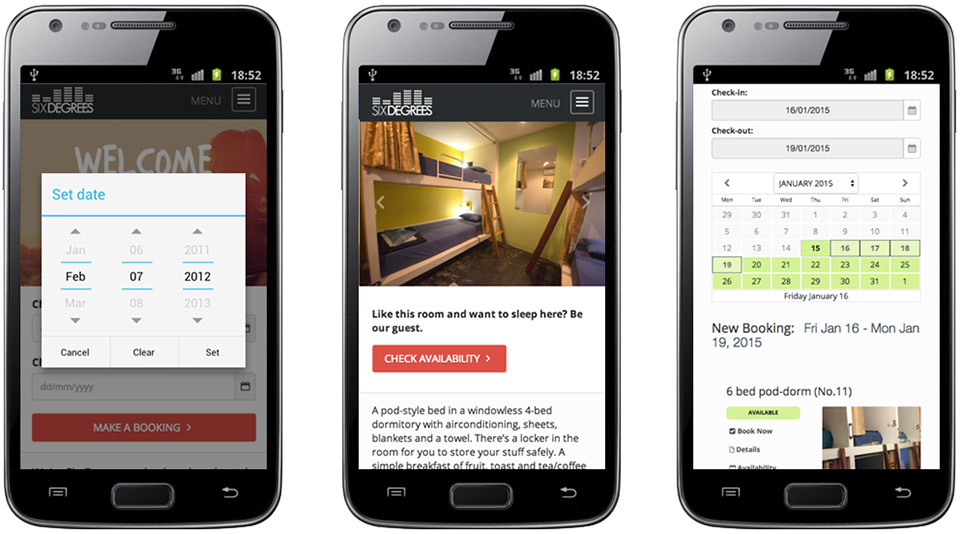 3G 18:52
SIXDEGREES MENU
WELCOME
Set date
Jan 06 2011
Feb 07 2012
Mar 08 2013
Cancel Clear Set
dd/mm/yyyy
MAKE A BOOKING >
3G 18:52
SIXDEGREES MENU
Like this room and want to sleep here? Be
our guest.
CHECK AVAILABILITY >
A pod-style bed in a windowless 4-bed
dormitory with airconditioning, sheets,
blankets and a towel. There's a locker in the
room for you to store your stuff safely. A
simple breakfast of fruit, toast and tea/coffee
3G 18:52
Check-in:
16/01/2015
Check-out:
19/01/2015
JANUARY 2015
Mon Tue Wed Thu Fri Sat Sun
29 30 31 1 2 3 4
5 6 7 8 9 10 11
12 13 14 15 16 17 18
19 20 21 22 23 24 25
26 27 28 29 30 31 1
Friday January 16
New Booking: Fri Jan 16 - Mon Jan
19, 2015
6 bed pod-dorm (No.11)
AVAILABLE
Book Now
Details
Availability